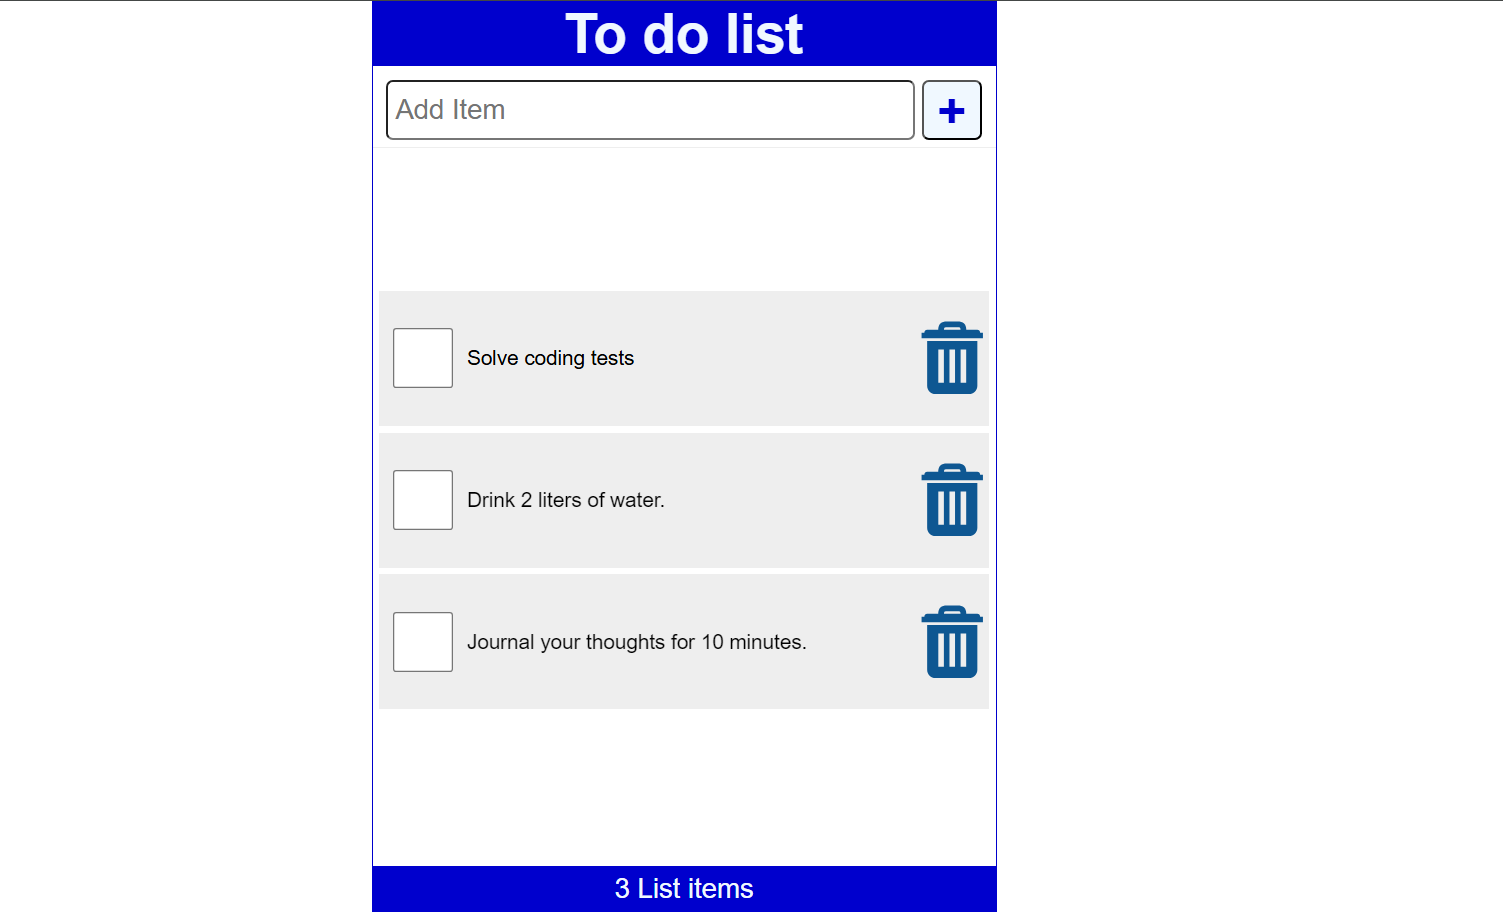 To do list
Add Item
+
Solve coding tests
Drink 2 liters of water.
Journal your thoughts for 10 minutes.
3 List items